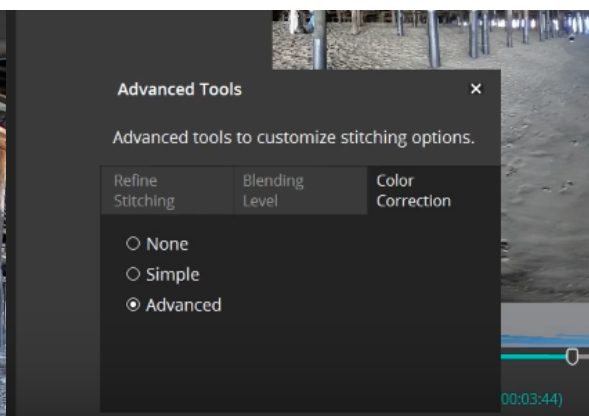 Advanced Tools
Advanced tools to customize stitching options.
Refine
Stitching
Blending
Level
Color
Correction
None
Simple
Advanced
00:03:44)